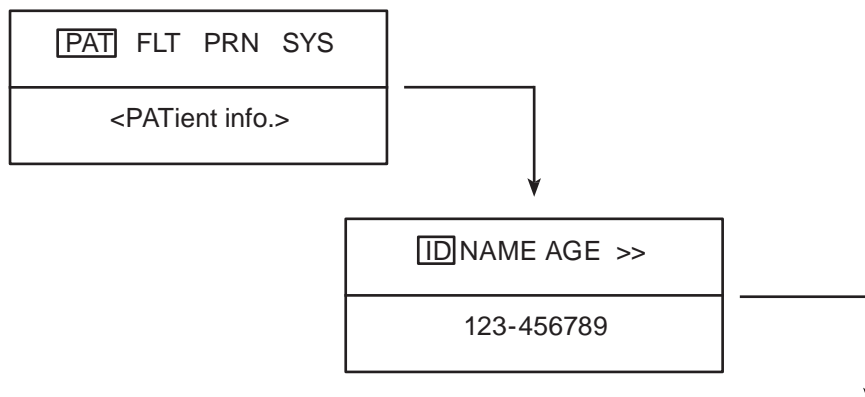 PAT FLT PRN SYS
<PATient info.>
ID NAME AGE >>
123-456789